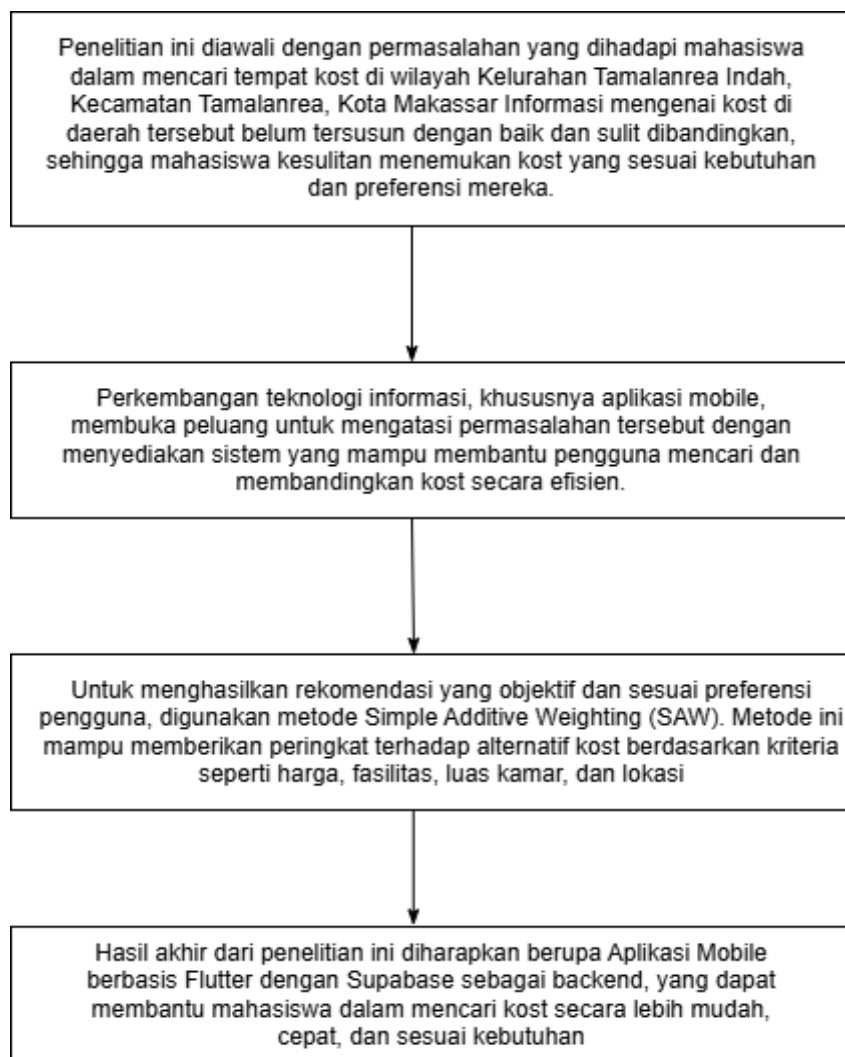 Penelitian ini diawali dengan permasalahan yang dihadapi mahasiswa
dalam mencari tempat kost di wilayah Kelurahan Tamalanrea Indah,
Kecamatan Tamalanrea, Kota Makassar Informasi mengenai kost di
daerah tersebut belum tersusun dengan baik dan sulit dibandingkan,
sehingga mahasiswa kesulitan menemukan kost yang sesuai kebutuhan
dan preferensi mereka.
Perkembangan teknologi informasi, khususnya aplikasi mobile,
membuka peluang untuk mengatasi permasalahan tersebut dengan
menyediakan sistem yang mampu membantu pengguna mencari dan
membandingkan kost secara efisien.
Untuk menghasilkan rekomendasi yang objektif dan sesuai preferensi
pengguna, digunakan metode Simple Additive Weighting (SAW). Metode ini
mampu memberikan peringkat terhadap alternatif kost berdasarkan kriteria
seperti harga, fasilitas, luas kamar, dan lokasi
Hasil akhir dari penelitian ini diharapkan berupa Aplikasi Mobile
berbasis Flutter dengan Supabase sebagai backend, yang dapat
membantu mahasiswa dalam mencari kost secara lebih mudah,
cepat, dan sesuai kebutuhan